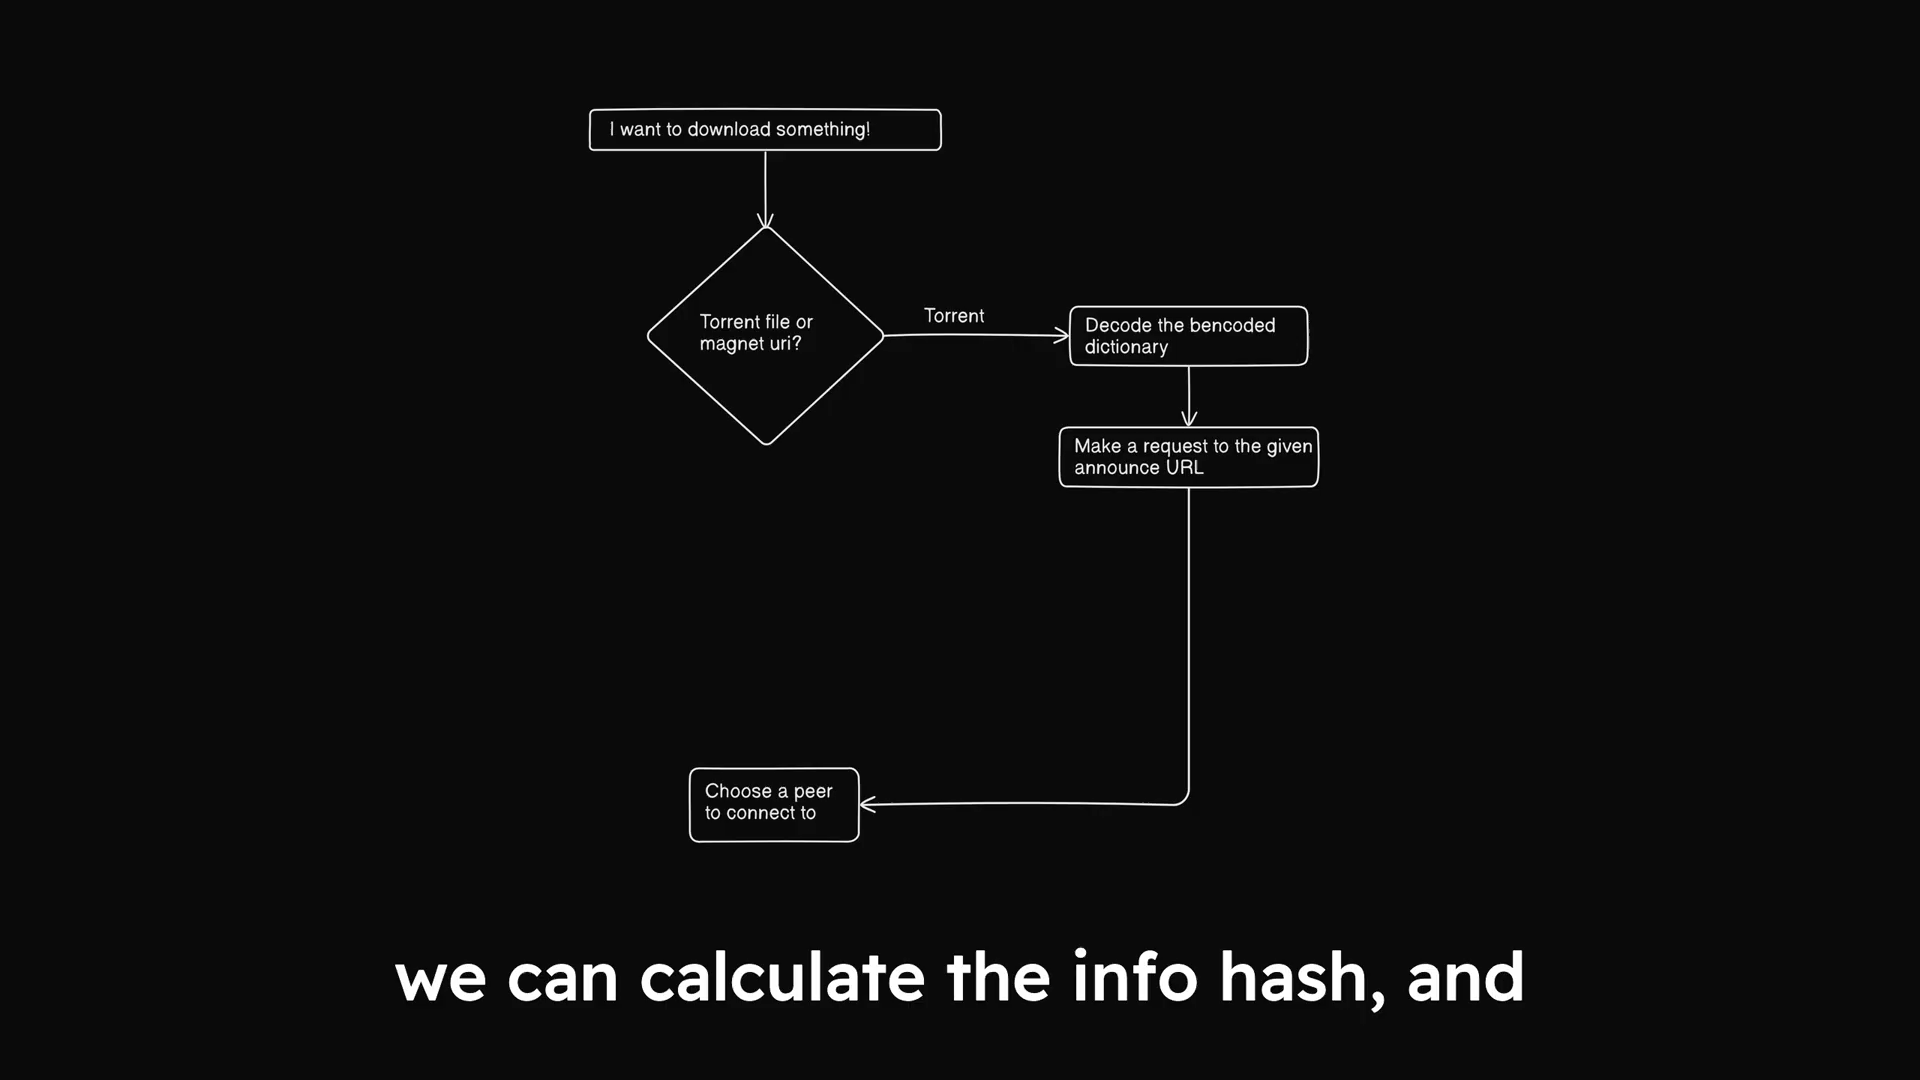 I want to download something!
Torrent file or
magnet uri?
Torrent
Decode the bencoded
dictionary
Make a request to the given
announce URL
Choose a peer
to connect to
we can calculate the info hash, and